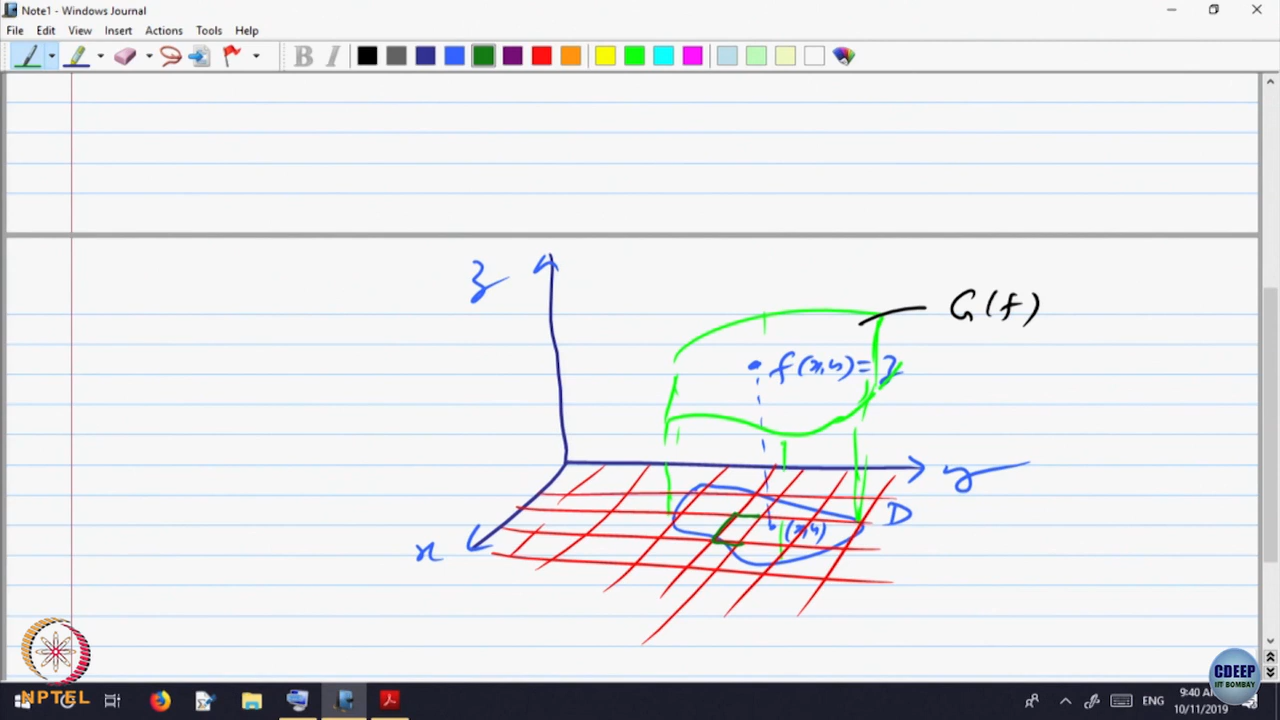 Note1 - Windows Journal
File Edit View Insert Actions Tools Help
B I
z
G(f)
f(x,y)=z
y
D
(x,y)
x
NPTEL
CDEEP
IIT BOMBAY
ENG
9:40 AM
10/11/2019